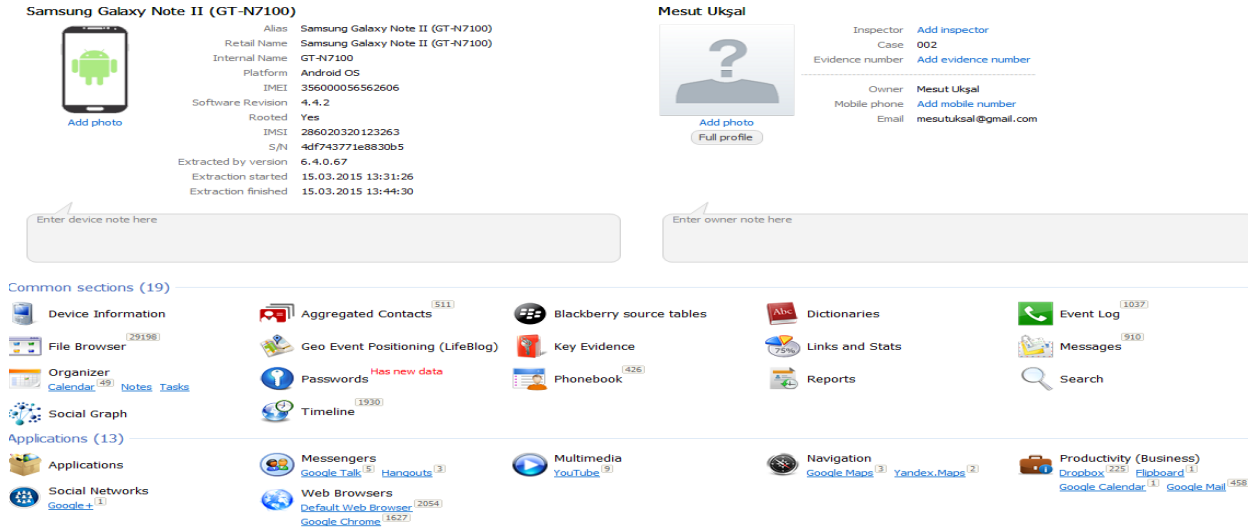 Samsung Galaxy Note II (GT-N7100)
Alias Samsung Galaxy Note II (GT-N7100)
Retail Name Samsung Galaxy Note II (GT-N7100)
Internal Name GT-N7100
Platform Android OS
IMEI 356000056562606
Software Revision 4.4.2
Rooted Yes
IMSI 286020320123263
S/N 4df743771e8830b5
Extracted by version 6.4.0.67
Extraction started 15.03.2015 13:31:26
Extraction finished 15.03.2015 13:44:30
Add photo
Enter device note here
Mesut Ukşal
Inspector Add inspector
Case 002
Evidence number Add evidence number
Owner Mesut Ukşal
Mobile phone Add mobile number
Email mesutuksal@gmail.com
Add photo
Full profile
Enter owner note here
Common sections (19)
Device Information
Aggregated Contacts 511
Blackberry source tables
Abc
Dictionaries
Event Log 1037
File Browser 29198
Geo Event Positioning (LifeBlog)
Key Evidence
75%
Links and Stats
Messages 910
Organizer
Calendar 49 Notes Tasks
Passwords Has new data
Phonebook 426
Reports
Search
Social Graph
Timeline 1930
Applications (13)
Applications
Messengers
Google Talk 5 Hangouts 3
Multimedia
YouTube 9
Navigation
Google Maps 3 Yandex.Maps 2
Productivity (Business)
Dropbox 225 Flipboard 1
Google Calendar 1 Google Mail 458
Social Networks
Google+ 1
Web Browsers
Default Web Browser 2054
Google Chrome 1627